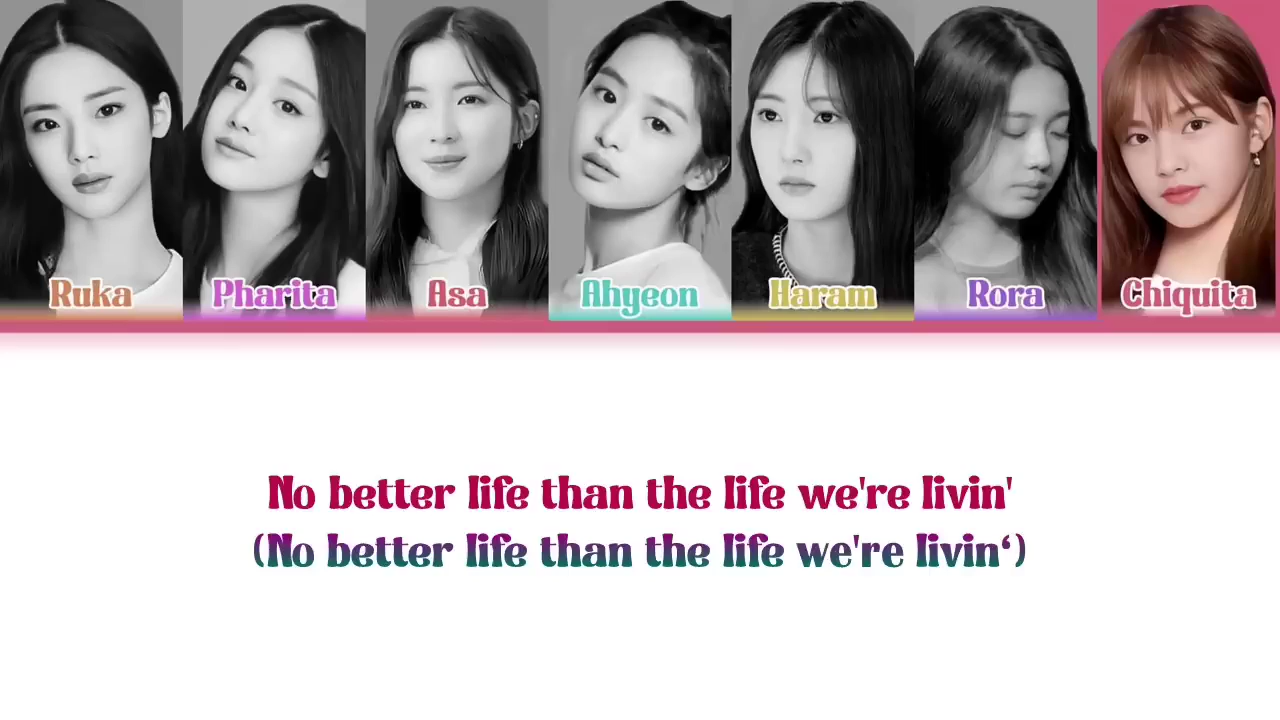 Ruka Pharita Asa Ahyeon Haram Rora Chiquita
No better life than the life we're livin'
(No better life than the life we're livin‘)